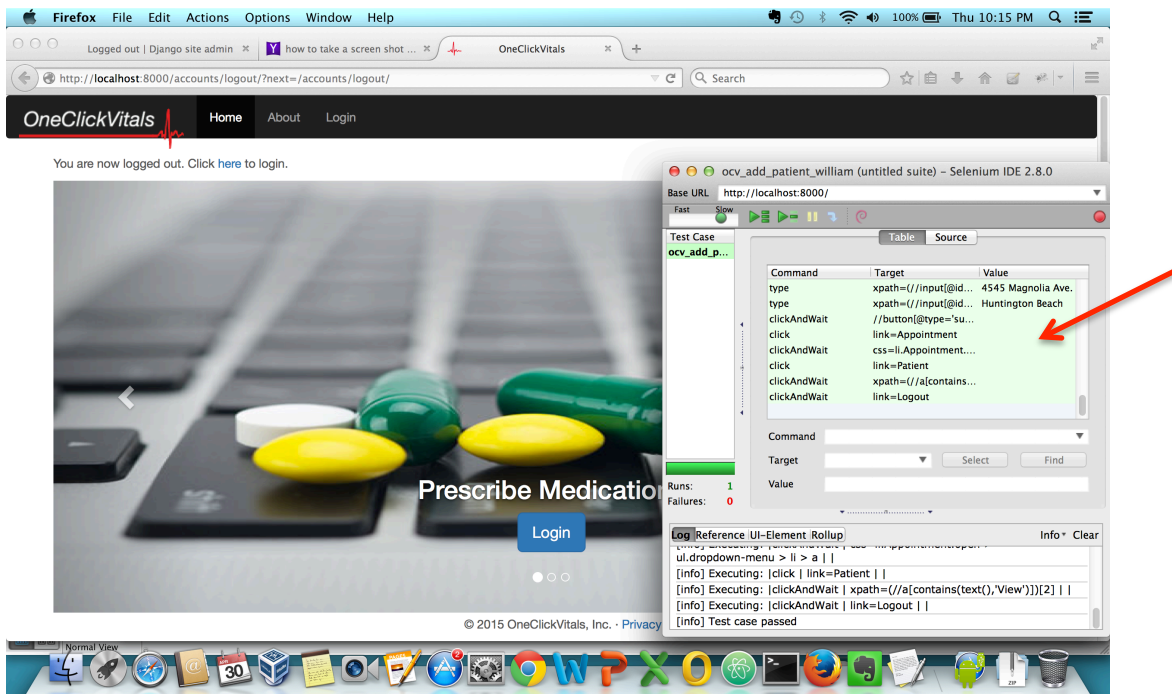 Firefox File Edit Actions Options Window Help 100% Thu 10:15 PM
Logged out | Django site admin × how to take a screen shot ... × OneClickVitals × +
http://localhost:8000/accounts/logout/?next=/accounts/logout/ Search
OneClickVitals Home About Login
You are now logged out. Click here to login.
Prescribe Medicatio
Login
© 2015 OneClickVitals, Inc. · Privacy
ocv_add_patient_william (untitled suite) – Selenium IDE 2.8.0
Base URL http://localhost:8000/
Fast Slow
Test Case
ocv_add_p...
Runs: 1
Failures: 0
Table Source
Command Target Value
type xpath=(//input[@id... 4545 Magnolia Ave.
type xpath=(//input[@id... Huntington Beach
clickAndWait //button[@type='su...
click link=Appointment
clickAndWait css=li.Appointment....
click link=Patient
clickAndWait xpath=(//a[contains...
clickAndWait link=Logout
Command
Target Select Find
Value
Log Reference UI-Element Rollup Info Clear
ul.dropdown-menu > li > a | |
[info] Executing: |click | link=Patient | |
[info] Executing: |clickAndWait | xpath=(//a[contains(text(),'View')])[2] | |
[info] Executing: |clickAndWait | link=Logout | |
[info] Test case passed
Normal View
30
2
ZIP